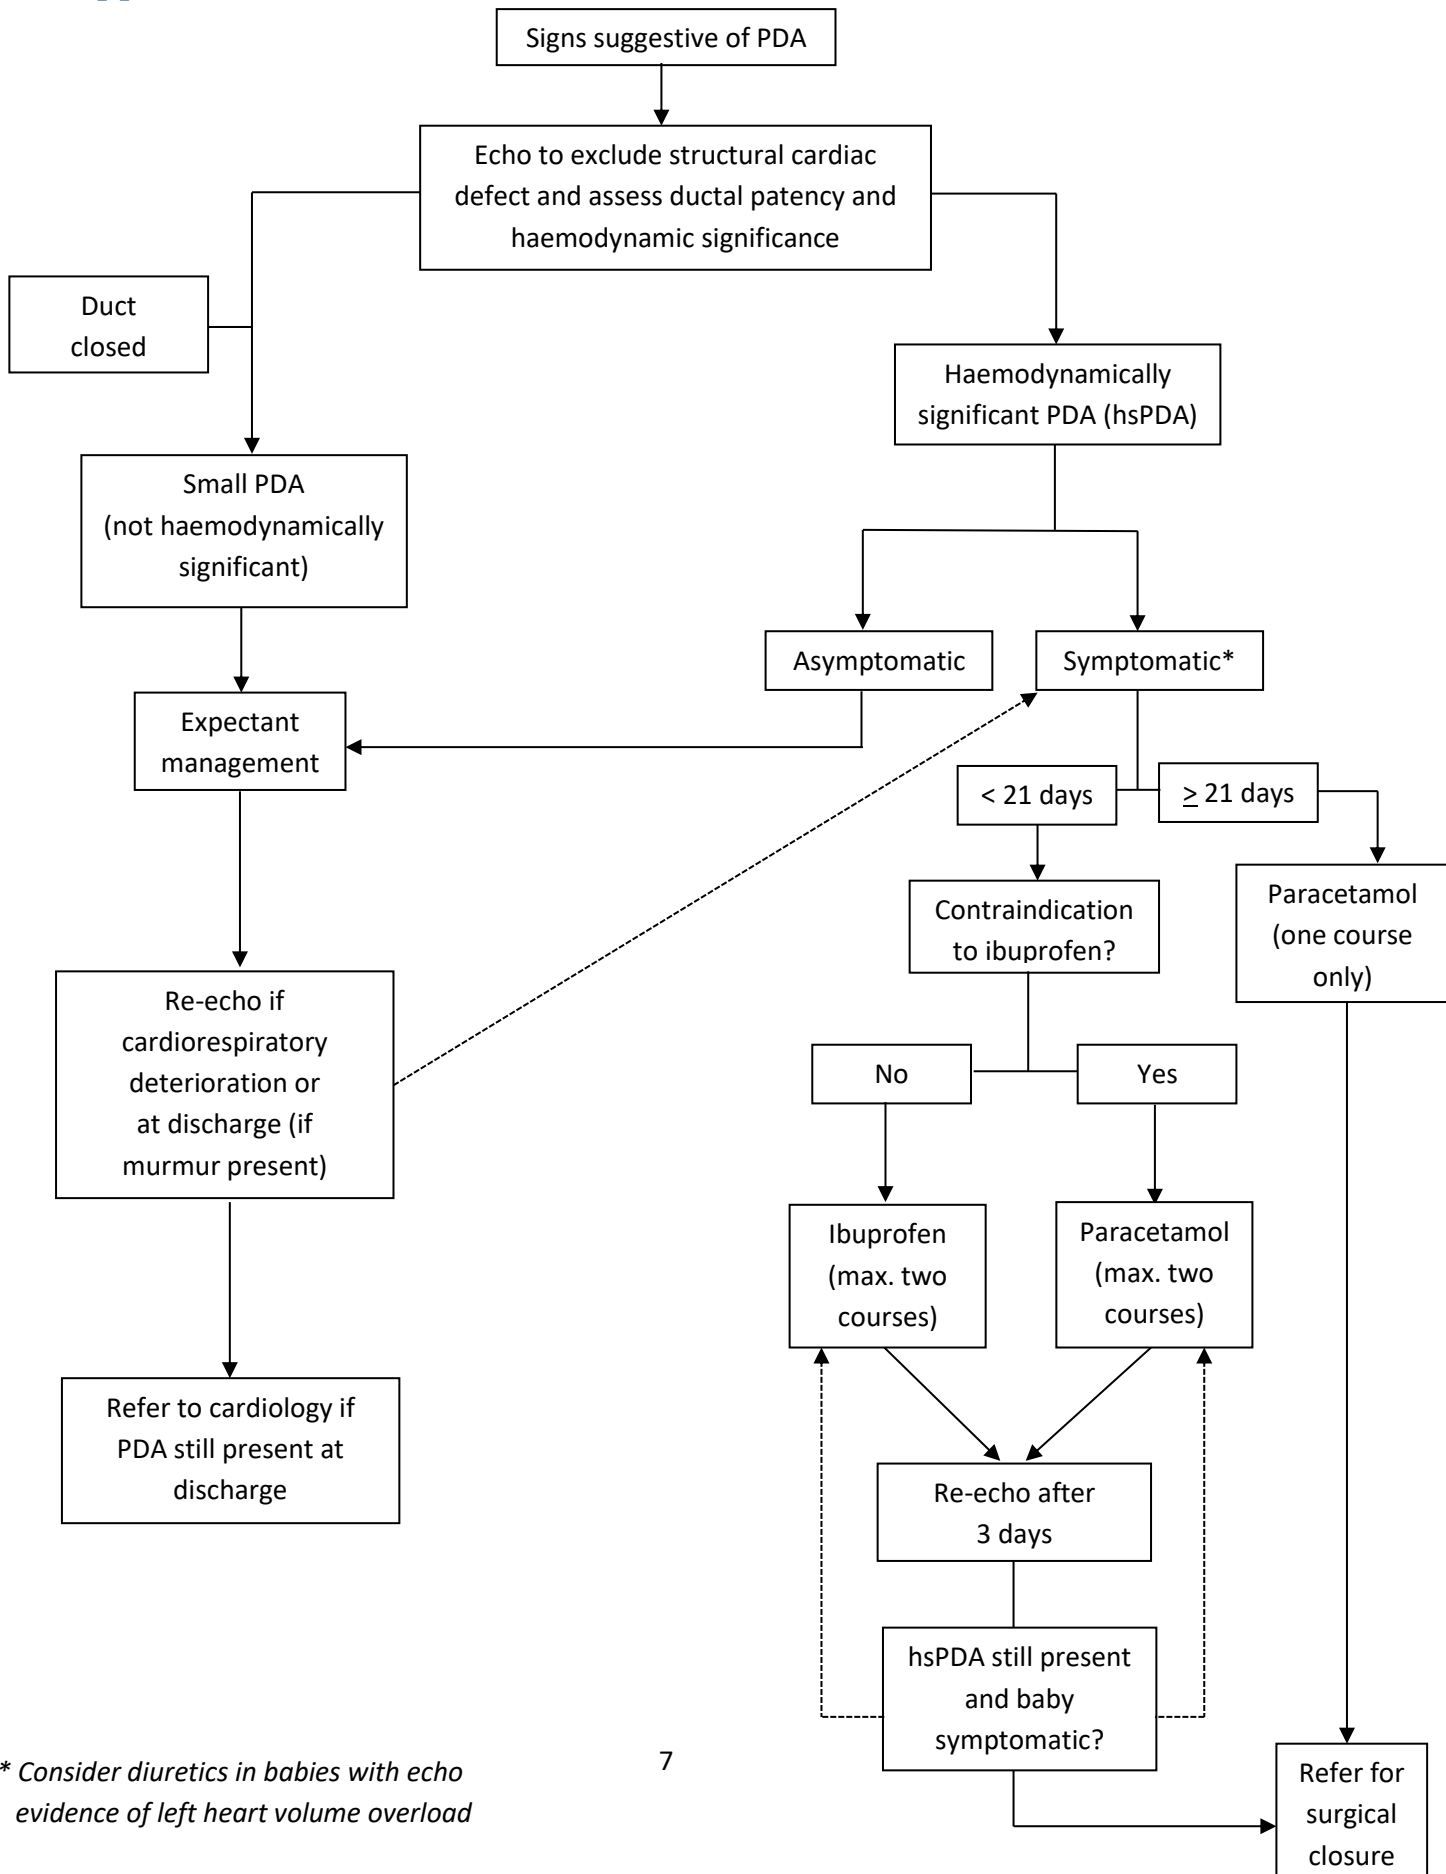 Signs suggestive of PDA
Echo to exclude structural cardiac
defect and assess ductal patency and
haemodynamic significance
Duct
closed
Haemodynamically
significant PDA (hsPDA)
Small PDA
(not haemodynamically
significant)
Asymptomatic
Symptomatic*
Expectant
management
< 21 days
≥ 21 days
Contraindication
to ibuprofen?
Paracetamol
(one course
only)
Re-echo if
cardiorespiratory
deterioration or
at discharge (if
murmur present)
No
Yes
Ibuprofen
(max. two
courses)
Paracetamol
(max. two
courses)
Refer to cardiology if
PDA still present at
discharge
Re-echo after
3 days
hsPDA still present
and baby
symptomatic?
Refer for
surgical
closure
* Consider diuretics in babies with echo
evidence of left heart volume overload
7